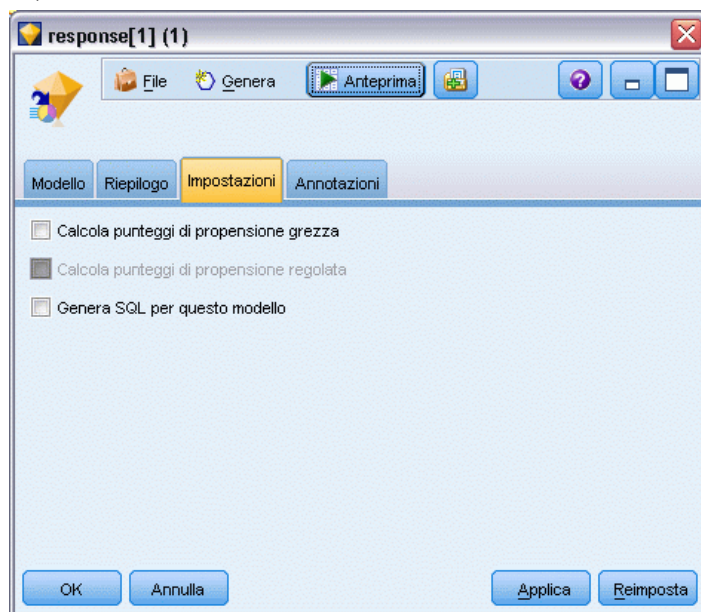 response[1] (1)
File Genera Anteprima
Modello Riepilogo Impostazioni Annotazioni
Calcola punteggi di propensione grezza
Calcola punteggi di propensione regolata
Genera SQL per questo modello
OK Annulla Applica Reimposta